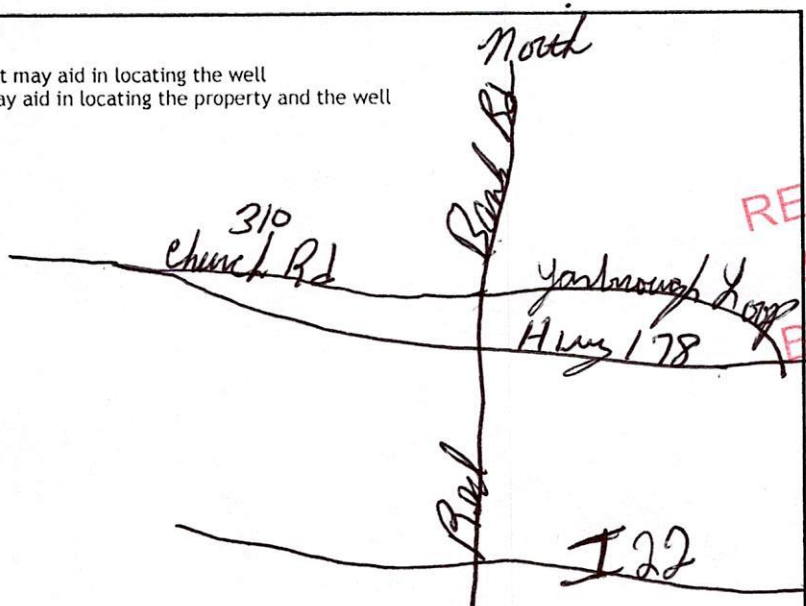 North
t may aid in locating the well
ay aid in locating the property and the well
RE
310
Church Rd
Yarbrough Loop
Hwy 178
I 22